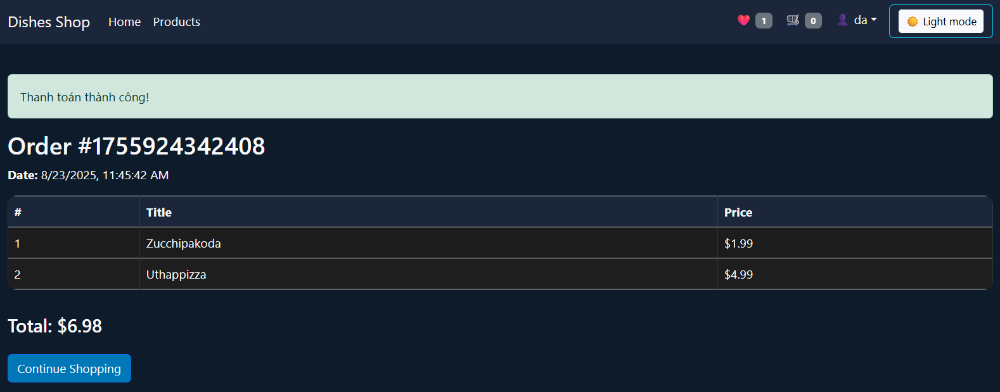 Dishes Shop Home Products 1 0 da Light mode
Thanh toán thành công!
Order #1755924342408
Date: 8/23/2025, 11:45:42 AM
# Title Price
1 Zucchipakoda $1.99
2 Uthappizza $4.99
Total: $6.98
Continue Shopping